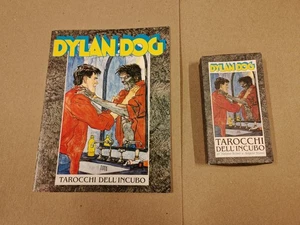 DYLAN DOG
TAROCCHI DELL'INCUBO
DYLAN DOG
TAROCCHI
DELL'INCUBO